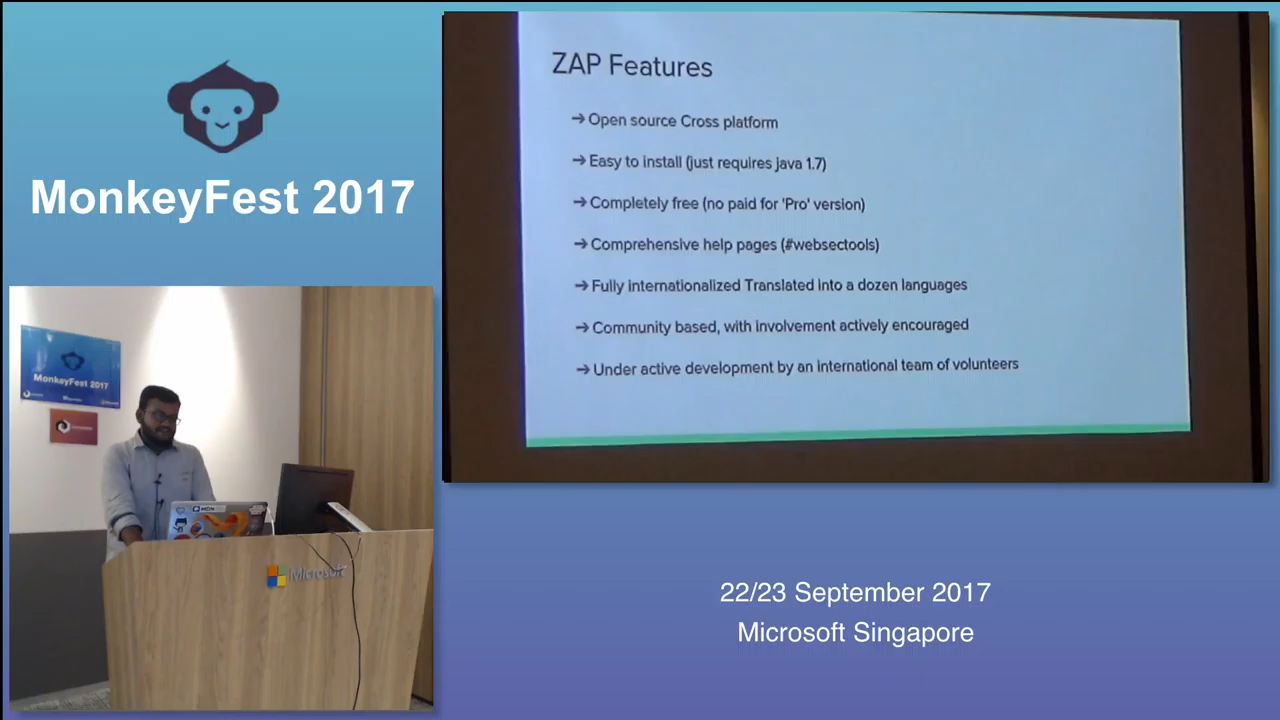 MonkeyFest 2017
MonkeyFest 2017
Microsoft
ZAP Features
→ Open source Cross platform
→ Easy to install (just requires java 1.7)
→ Completely free (no paid for 'Pro' version)
→ Comprehensive help pages (#websectools)
→ Fully internationalized Translated into a dozen languages
→ Community based, with involvement actively encouraged
→ Under active development by an international team of volunteers
22/23 September 2017
Microsoft Singapore